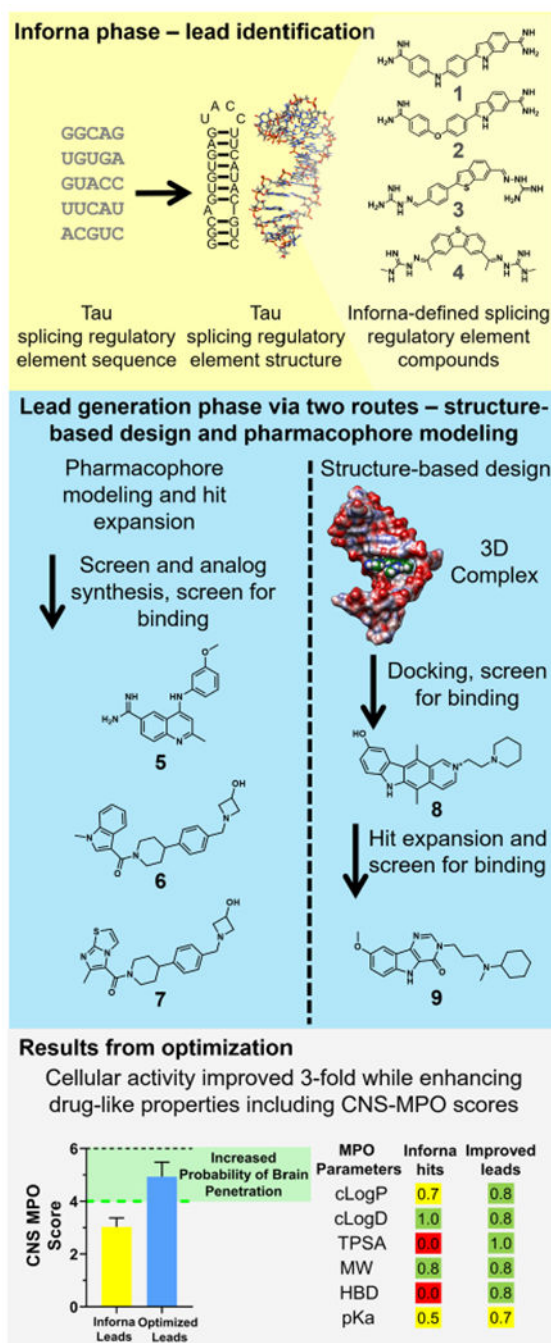 Informa phase – lead identification
GGCAG
UGUGA
GUACC
UUCAU
ACGUC
Tau
splicing regulatory
element sequence
Tau
splicing regulatory
element structure
1
2
3
4
Inforna-defined splicing
regulatory element
compounds
Lead generation phase via two routes – structure-
based design and pharmacophore modeling
Pharmacophore
modeling and hit
expansion
Screen and analog
synthesis, screen for
binding
5
6
7
Structure-based design
3D
Complex
Docking, screen
for binding
8
Hit expansion and
screen for binding
9
Results from optimization
Cellular activity improved 3-fold while enhancing
drug-like properties including CNS-MPO scores
CNS MPO
Score
6
4
2
0
Increased
Probability of Brain
Penetration
Inforna
Leads
Optimized
Leads
MPO Parameters Inforna hits Improved leads
cLogP 0.7 0.8
cLogD 1.0 0.8
TPSA 0.0 1.0
MW 0.8 0.8
HBD 0.0 0.8
pKa 0.5 0.7